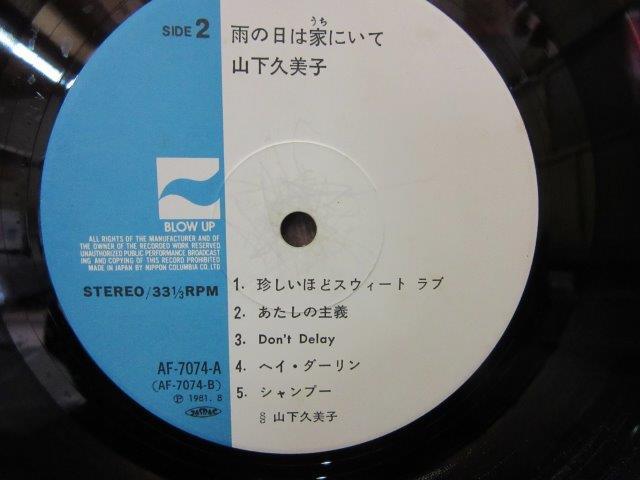 SIDE 2
うち
雨の日は家にいて
山下久美子
BLOW UP
ALL RIGHTS OF THE MANUFACTURER AND OF
THE OWNER OF THE RECORDED WORK RESERVED
UNAUTHORIZED PUBLIC PERFORMANCE BROADCAST
ING AND COPYING OF THIS RECORD PROHIBITED
MADE IN JAPAN BY NIPPON COLUMBIA CO. LTD
STEREO/33⅓RPM
1. 珍しいほどスウィート ラブ
2. あたしの主義
3. Don't Delay
4. ヘイ・ダーリン
5. シャンプー
山下久美子
AF-7074-A
(AF-7074-B)
Ⓟ 1981. 8